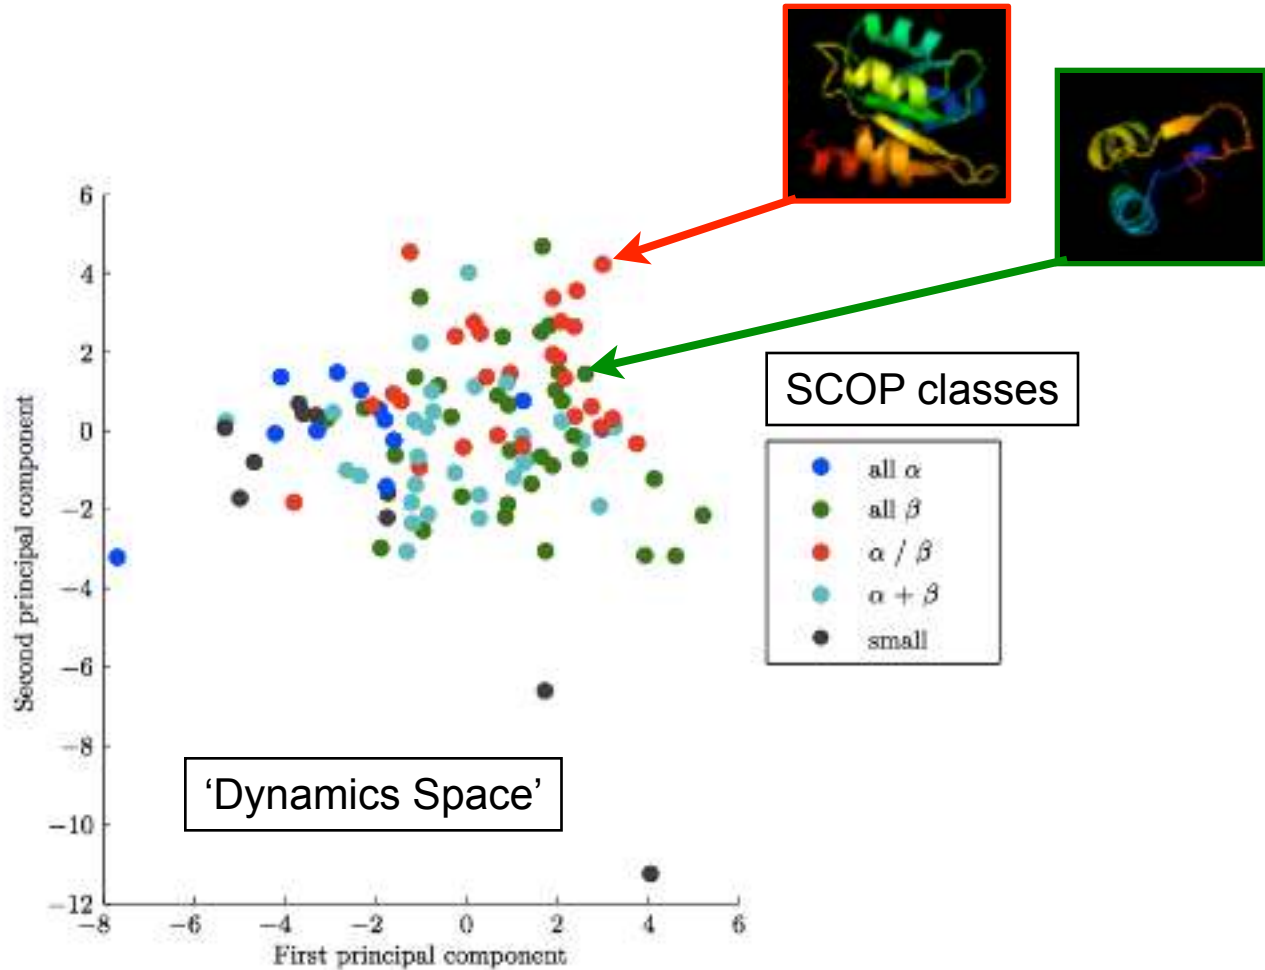 6
4
2
0
−2
−4
−6
−8
−10
−12
−8 −6 −4 −2 0 2 4 6
Second principal component
First principal component
‘Dynamics Space’
SCOP classes
all α
all β
α / β
α + β
small